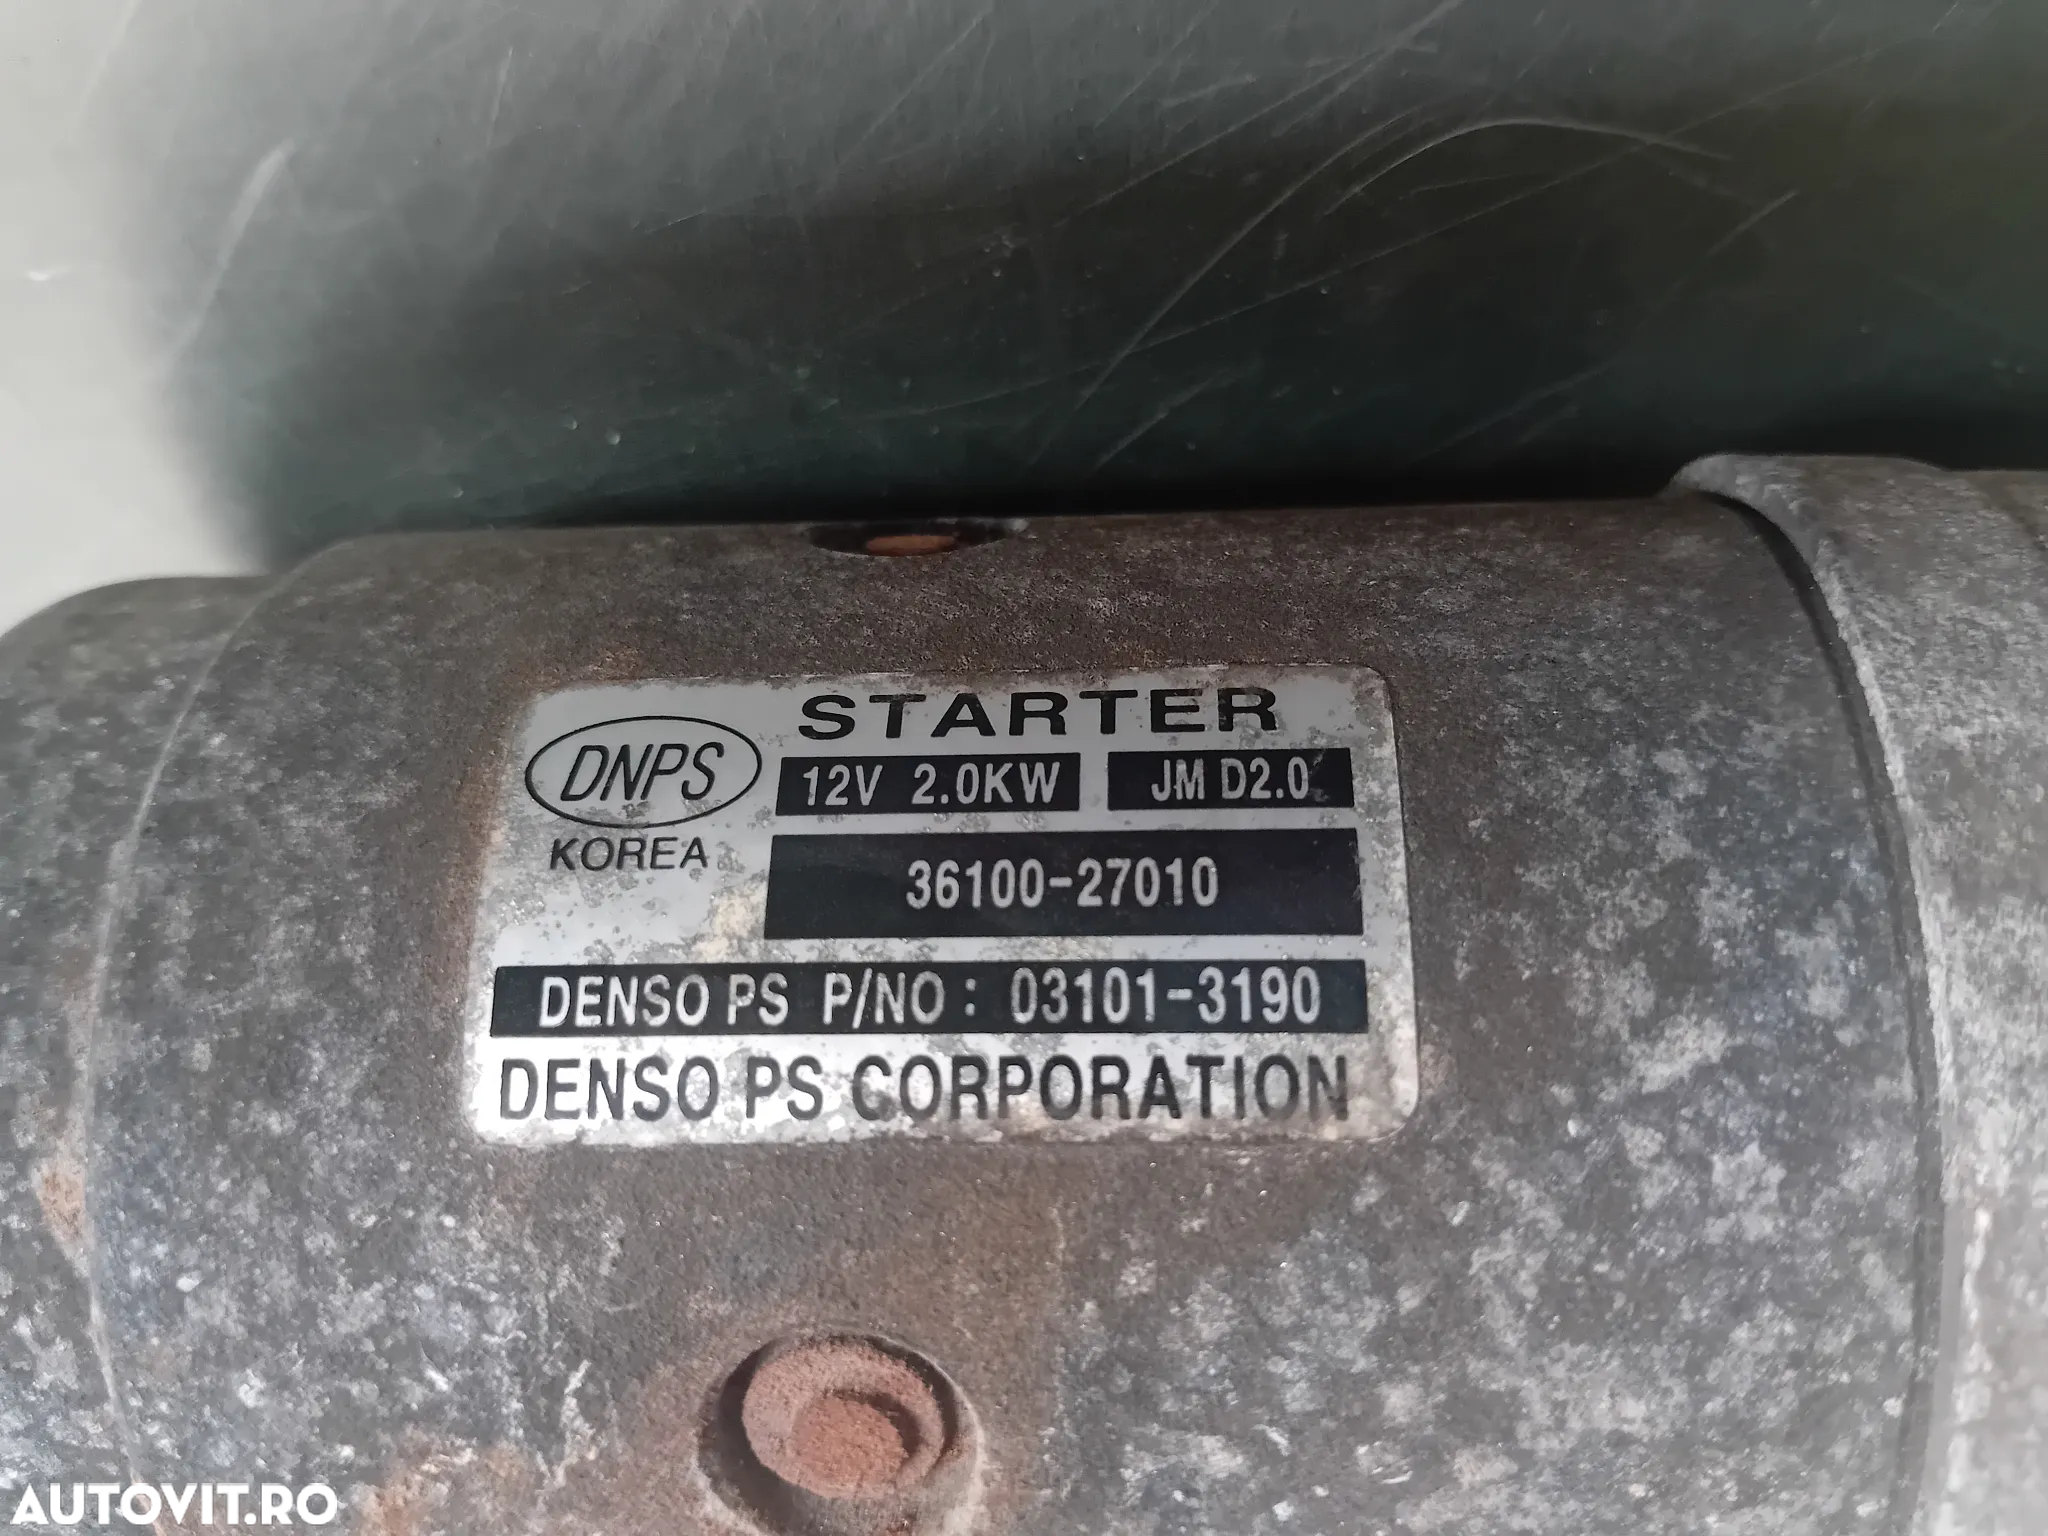 STARTER
DNPS
12V 2.0KW JM D2.0
KOREA
36100-27010
DENSO PS P/NO : 03101-3190
DENSO PS CORPORATION
AUTOVIT.RO